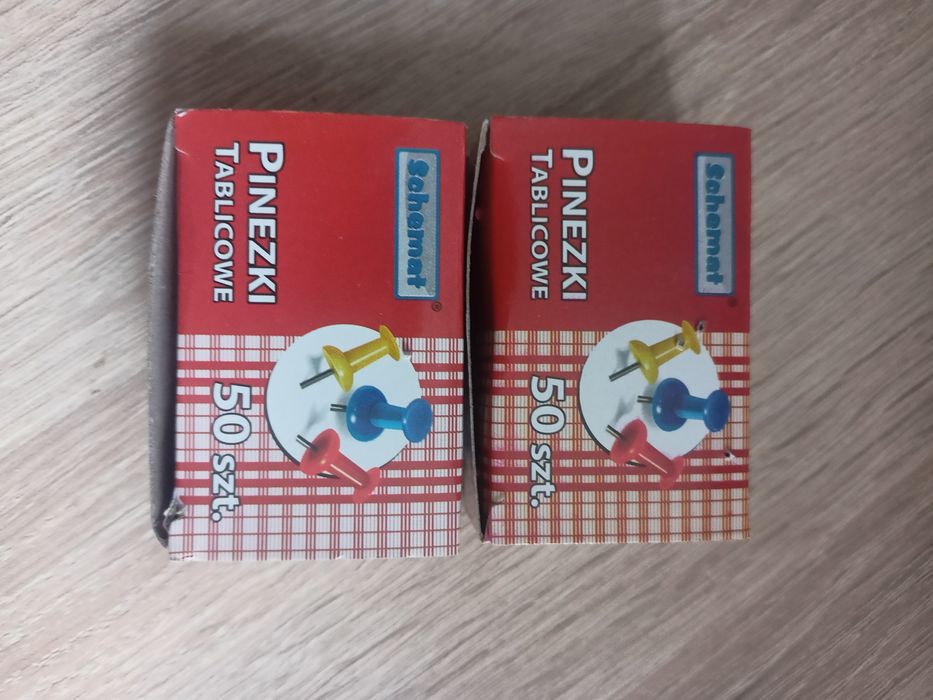 Schemat®
PINEZKI
TABLICOWE
50 szt.
Schemat®
PINEZKI
TABLICOWE
50 szt.